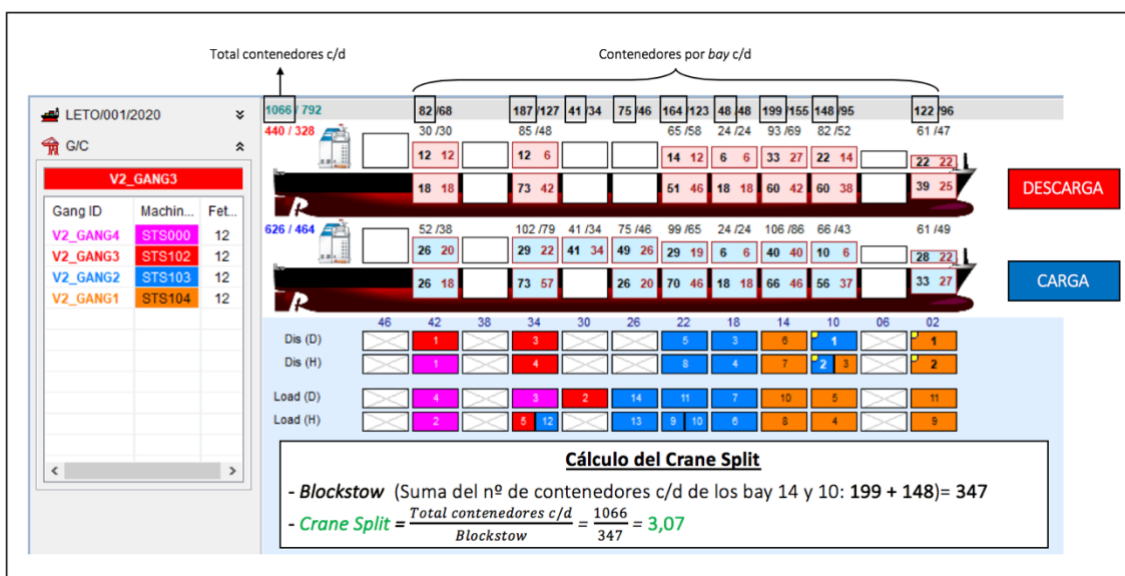 Total contenedores c/d
Contenedores por bay c/d
LETO/001/2020
G/C
V2_GANG3
Gang ID Machin... Fet...
V2_GANG4 STS000 12
V2_GANG3 STS102 12
V2_GANG2 STS103 12
V2_GANG1 STS104 12
1066 / 792 82 /68 187 /127 41 /34 75 /46 164 /123 48 /48 199 /155 148 /95 122 /96
440 / 328 30 /30 85 /48 65 /58 24 /24 93 /69 82 /52 61 /47
12 12 12 6 14 12 6 6 33 27 22 14 22 22
18 18 73 42 51 46 18 18 60 42 60 38 39 25
DESCARGA
626 / 464 52 /38 102 /79 41 /34 75 /46 99 /65 24 /24 106 /86 66 /43 61 /49
26 20 29 22 41 34 49 26 29 19 6 6 40 40 10 6 28 22
26 18 73 57 26 20 70 46 18 18 66 46 56 37 33 27
CARGA
46 42 38 34 30 26 22 18 14 10 06 02
Dis (D) 1 3 5 3 6 1 1
Dis (H) 1 4 8 4 7 2 3 2
Load (D) 4 3 2 14 11 7 10 5 11
Load (H) 2 5 12 13 9 10 6 8 4 9
Cálculo del Crane Split
- Blockstow (Suma del nº de contenedores c/d de los bay 14 y 10: 199 + 148)= 347
- Crane Split = Total contenedores c/d / Blockstow = 1066 / 347 = 3,07